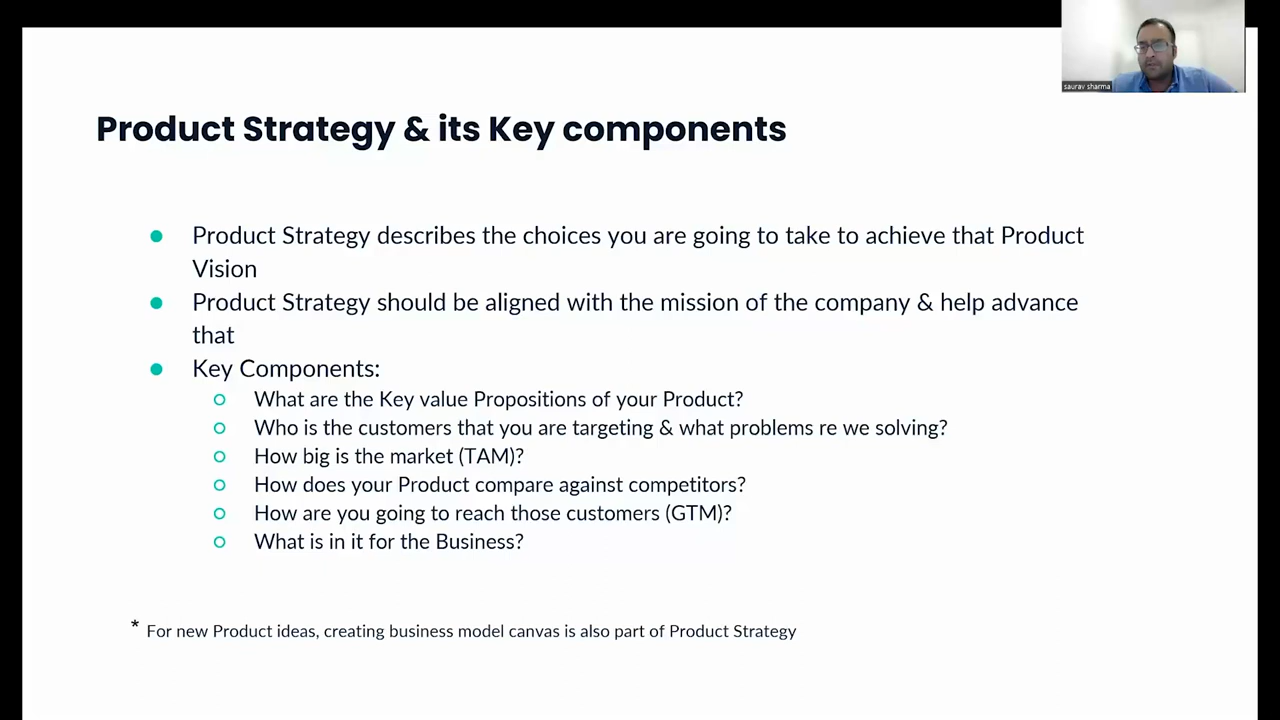 saurav sharma
Product Strategy & its Key components
● Product Strategy describes the choices you are going to take to achieve that Product
Vision
● Product Strategy should be aligned with the mission of the company & help advance
that
● Key Components:
○ What are the Key value Propositions of your Product?
○ Who is the customers that you are targeting & what problems re we solving?
○ How big is the market (TAM)?
○ How does your Product compare against competitors?
○ How are you going to reach those customers (GTM)?
○ What is in it for the Business?
* For new Product ideas, creating business model canvas is also part of Product Strategy